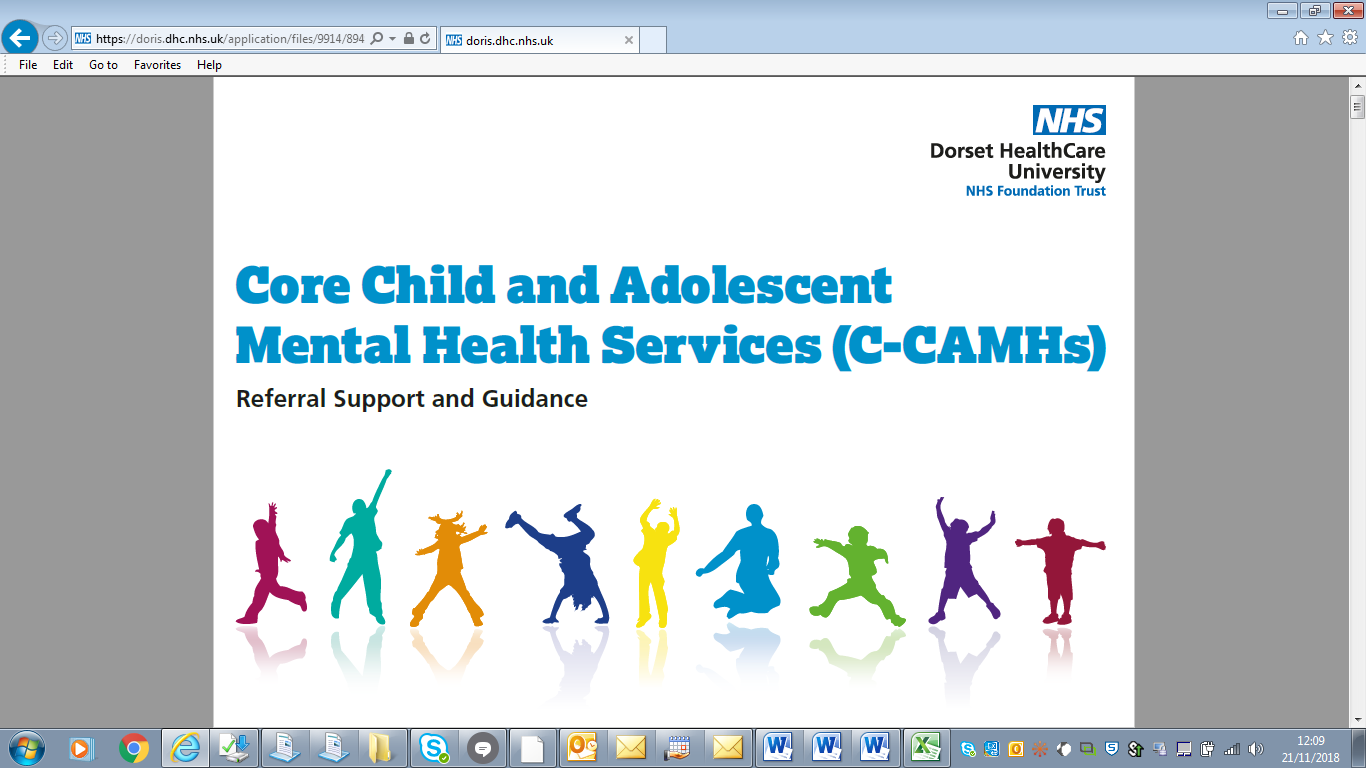 https://doris.dhc.nhs.uk/application/files/9914/894
NHS doris.dhc.nhs.uk
File Edit Go to Favorites Help
NHS
Dorset HealthCare
University
NHS Foundation Trust
Core Child and Adolescent
Mental Health Services (C-CAMHs)
Referral Support and Guidance
12:09
21/11/2018